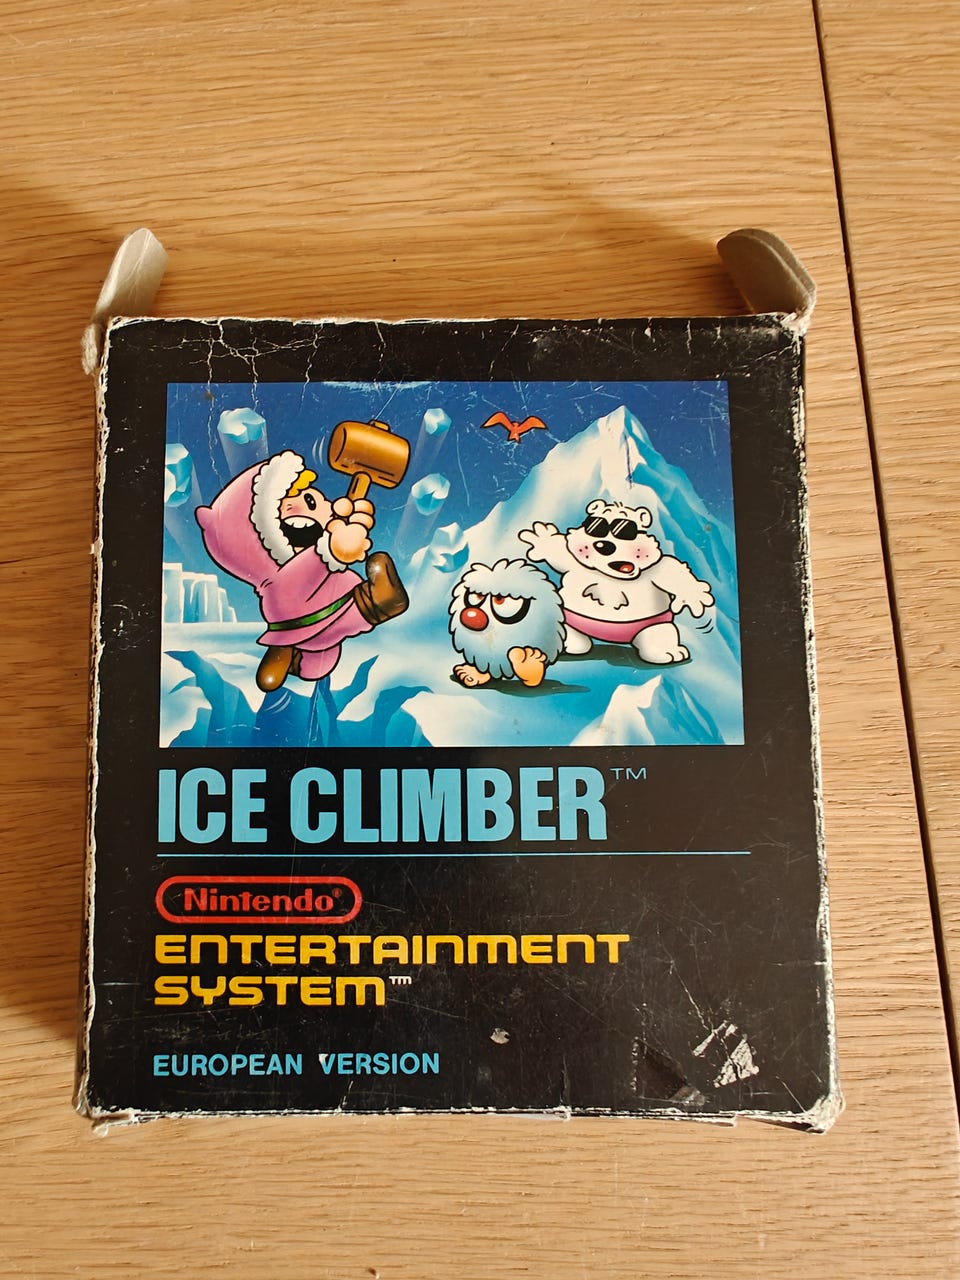 ICE CLIMBER™
Nintendo®
ENTERTAINMENT
SYSTEM™
EUROPEAN VERSION